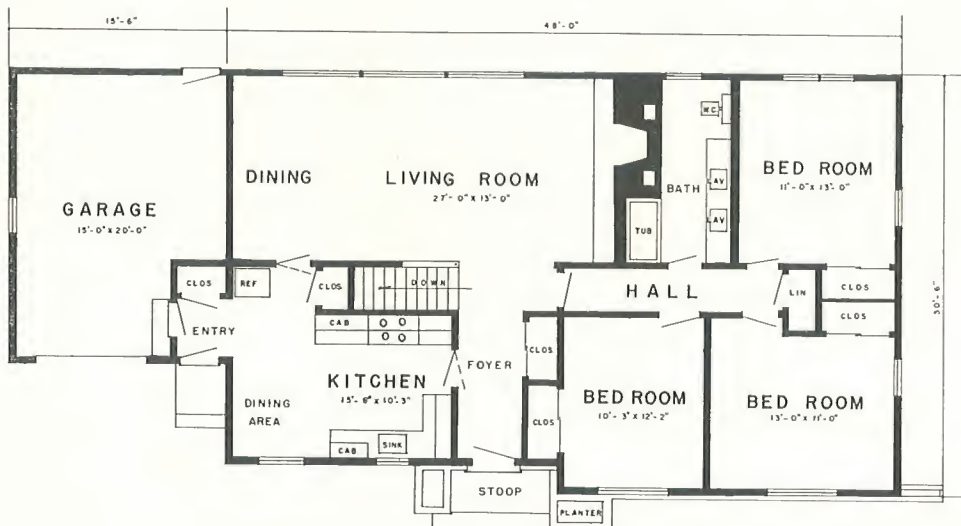 15'-6"
48'-0"
W.C.
BED ROOM
11'-0" X 13'-0"
DINING
LIVING ROOM
27'-0" X 13'-0"
BATH
LAV
LAV
TUB
GARAGE
15'-0" X 20'-0"
CLOS
REF
CLOS
DOWN
HALL
LIN
CLOS
CLOS
30'-6"
ENTRY
CAB
FOYER
CLOS
KITCHEN
15'-8" X 10'-3"
DINING
AREA
BED ROOM
10'-3" X 12'-2"
BED ROOM
13'-0" X 11'-0"
CLOS
CAB
SINK
STOOP
PLANTER